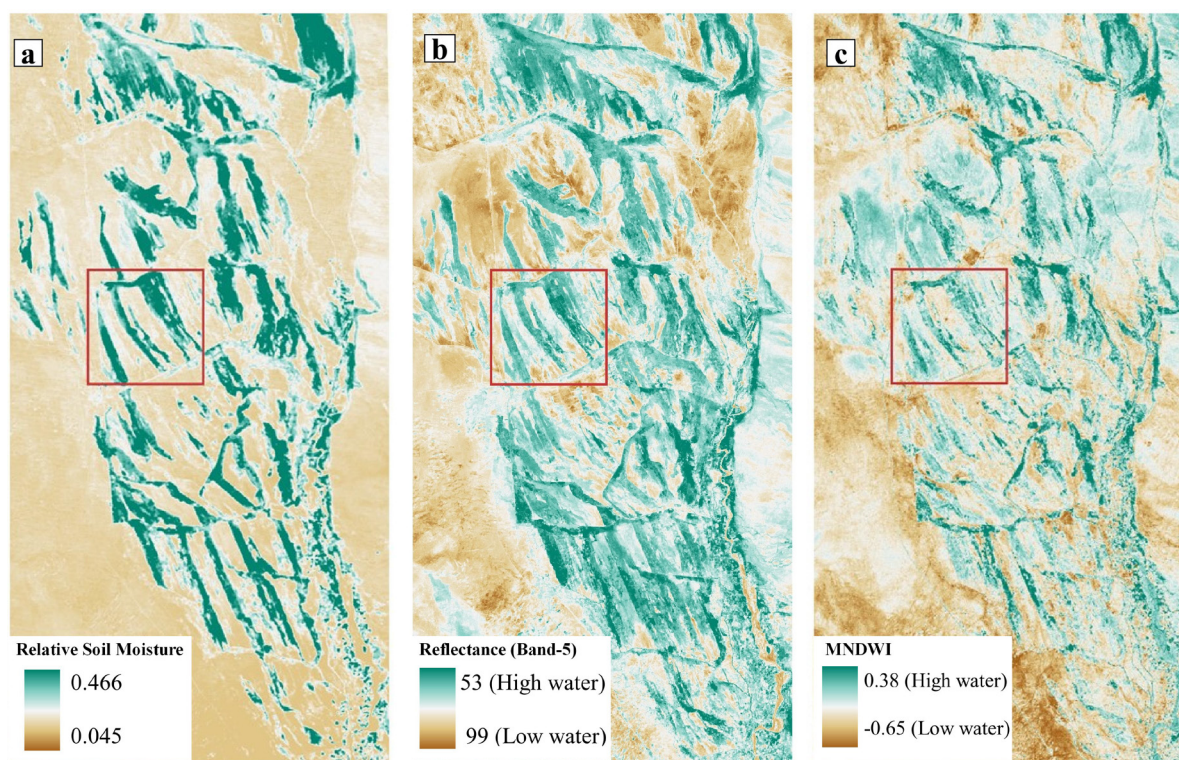 a
b
c
Relative Soil Moisture
0.466
0.045
Reflectance (Band-5)
53 (High water)
99 (Low water)
MNDWI
0.38 (High water)
-0.65 (Low water)